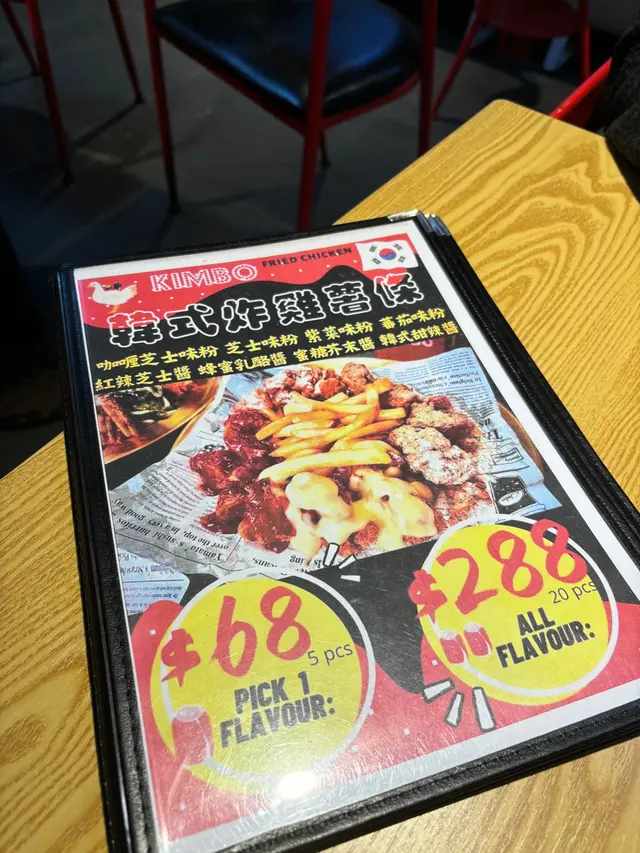 KIMBO FRIED CHICKEN
韓式炸雞薯條
咖喱芝士味粉 芝士味粉 紫菜味粉 蕃茄味粉
紅辣芝士醬 蜂蜜乳酪醬 蜜糖芥末醬 韓式甜辣醬
$68
5 pcs
PICK 1
FLAVOUR:
$288
20 pcs
ALL
FLAVOUR: